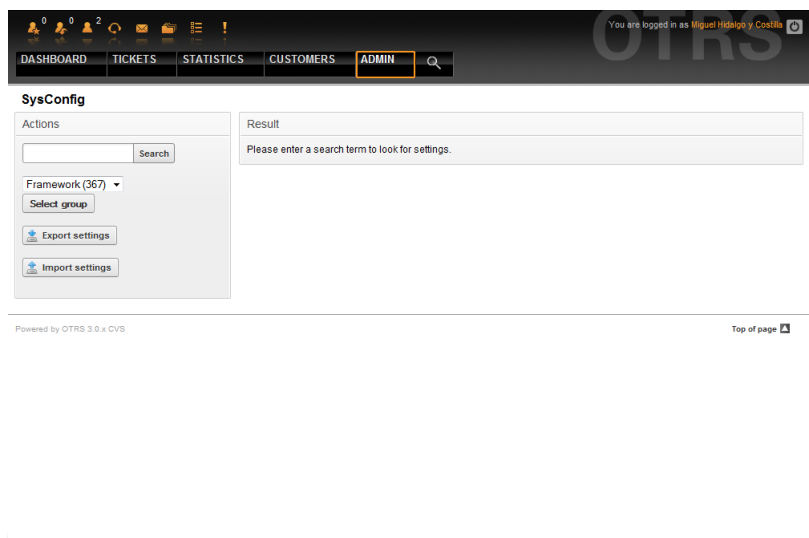 0 0 2
You are logged in as Miguel Hidalgo y Costilla
OTRS
DASHBOARD TICKETS STATISTICS CUSTOMERS ADMIN
SysConfig
Actions
Search
Framework (367)
Select group
Export settings
Import settings
Result
Please enter a search term to look for settings.
Powered by OTRS 3.0.x CVS
Top of page